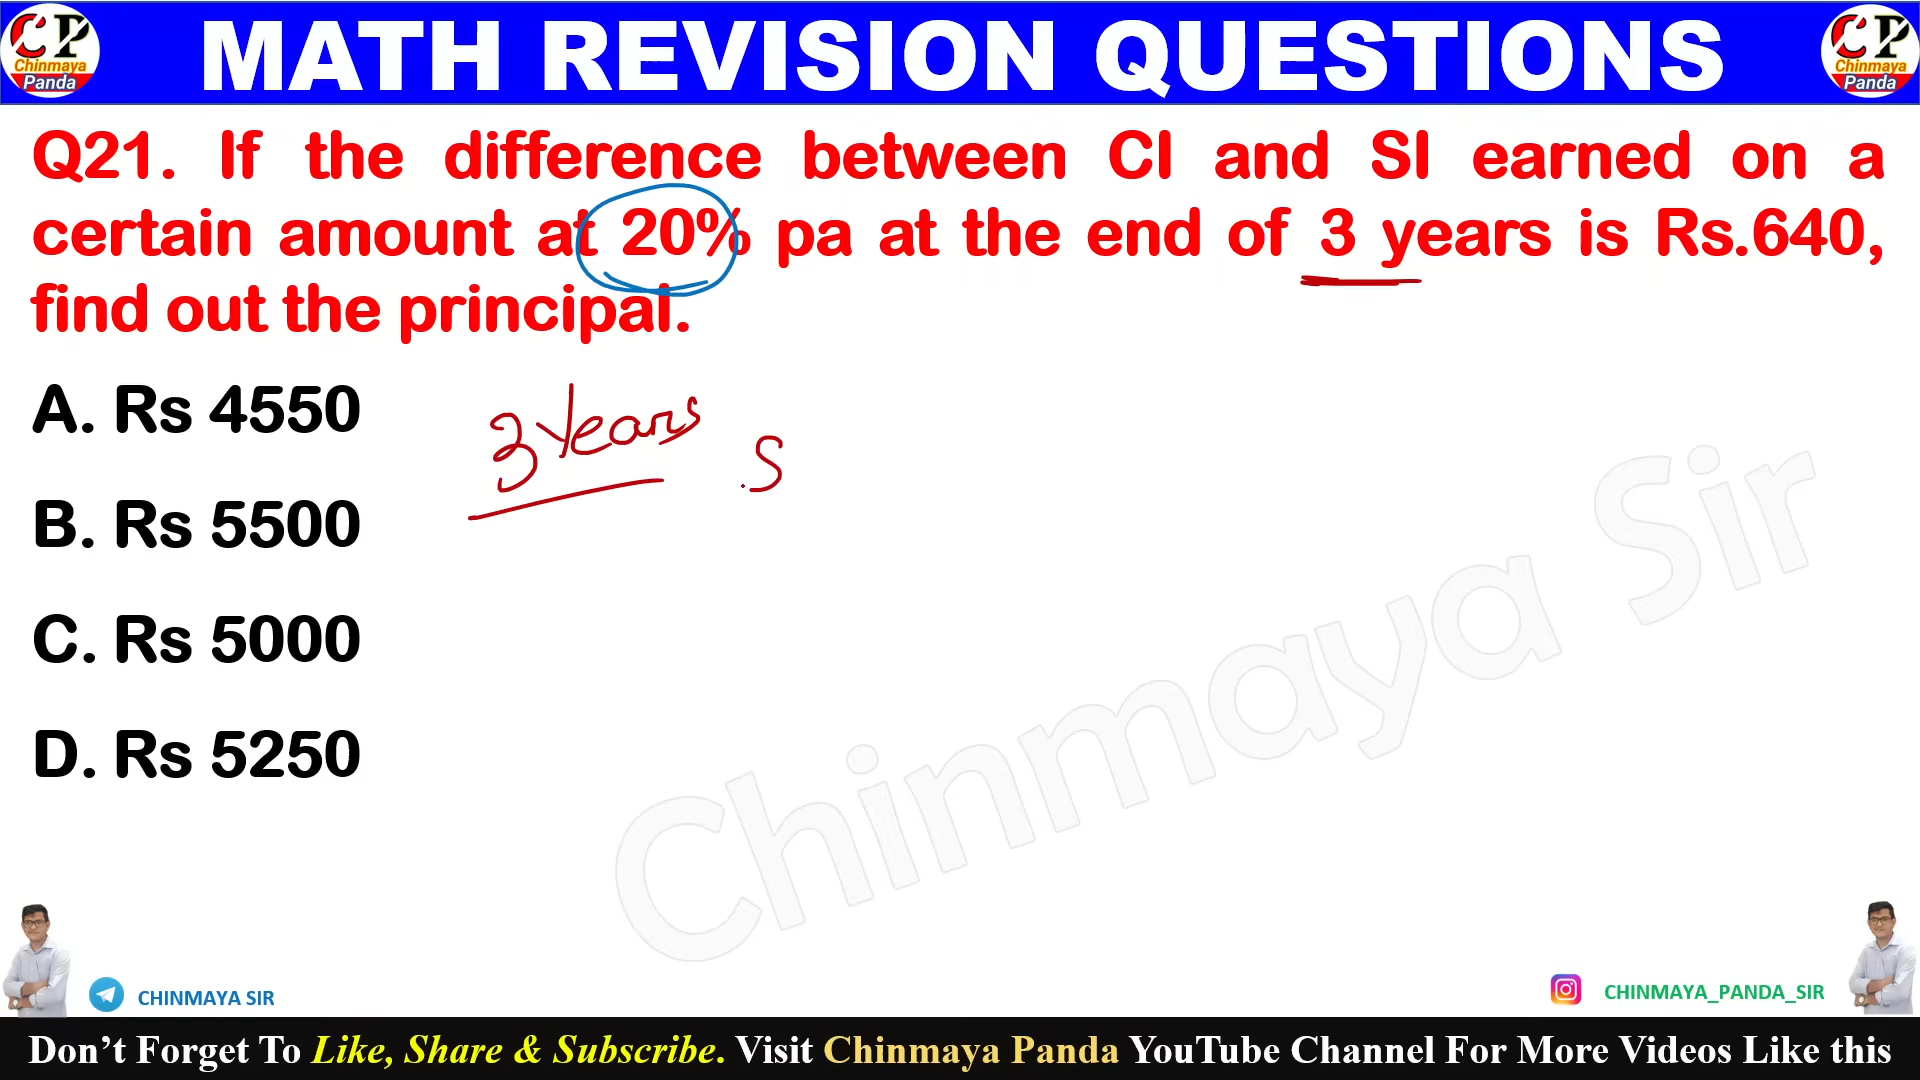 CP MATH REVISION QUESTIONS CP
Chinmaya Chinmaya
Panda Panda
Q21. If the difference between CI and SI earned on a
certain amount at 20% pa at the end of 3 years is Rs.640,
find out the principal.
A. Rs 4550
3 Years S
B. Rs 5500
C. Rs 5000
D. Rs 5250
Chinmaya Sir
CHINMAYA SIR
CHINMAYA_PANDA_SIR
Don’t Forget To Like, Share & Subscribe. Visit Chinmaya Panda YouTube Channel For More Videos Like this